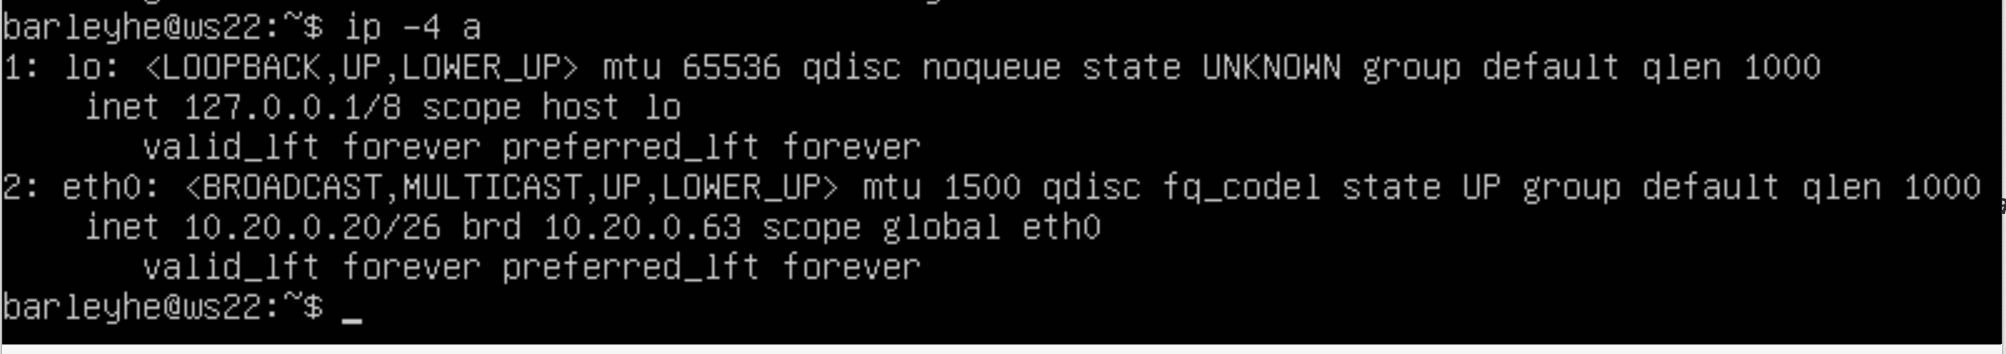 barleyhe@ws22:~$ ip -4 a
1: lo: <LOOPBACK,UP,LOWER_UP> mtu 65536 qdisc noqueue state UNKNOWN group default qlen 1000
    inet 127.0.0.1/8 scope host lo
       valid_lft forever preferred_lft forever
2: eth0: <BROADCAST,MULTICAST,UP,LOWER_UP> mtu 1500 qdisc fq_codel state UP group default qlen 1000
    inet 10.20.0.20/26 brd 10.20.0.63 scope global eth0
       valid_lft forever preferred_lft forever
barleyhe@ws22:~$ _